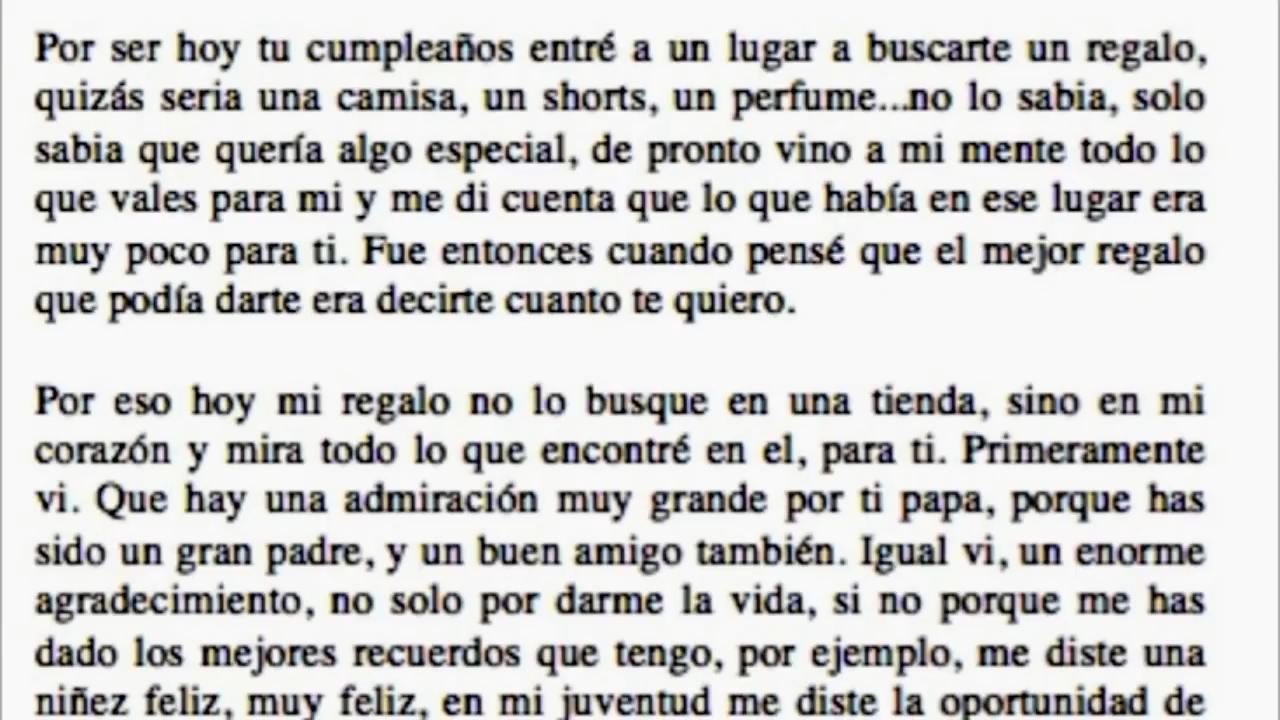 Por ser hoy tu cumpleaños entré a un lugar a buscarte un regalo,
quizás seria una camisa, un shorts, un perfume...no lo sabia, solo
sabia que quería algo especial, de pronto vino a mi mente todo lo
que vales para mi y me di cuenta que lo que había en ese lugar era
muy poco para ti. Fue entonces cuando pensé que el mejor regalo
que podía darte era decirte cuanto te quiero.
Por eso hoy mi regalo no lo busque en una tienda, sino en mi
corazón y mira todo lo que encontré en el, para ti. Primeramente
vi. Que hay una admiración muy grande por ti papa, porque has
sido un gran padre, y un buen amigo también. Igual vi, un enorme
agradecimiento, no solo por darme la vida, si no porque me has
dado los mejores recuerdos que tengo, por ejemplo, me diste una
niñez feliz, muy feliz, en mi juventud me diste la oportunidad de